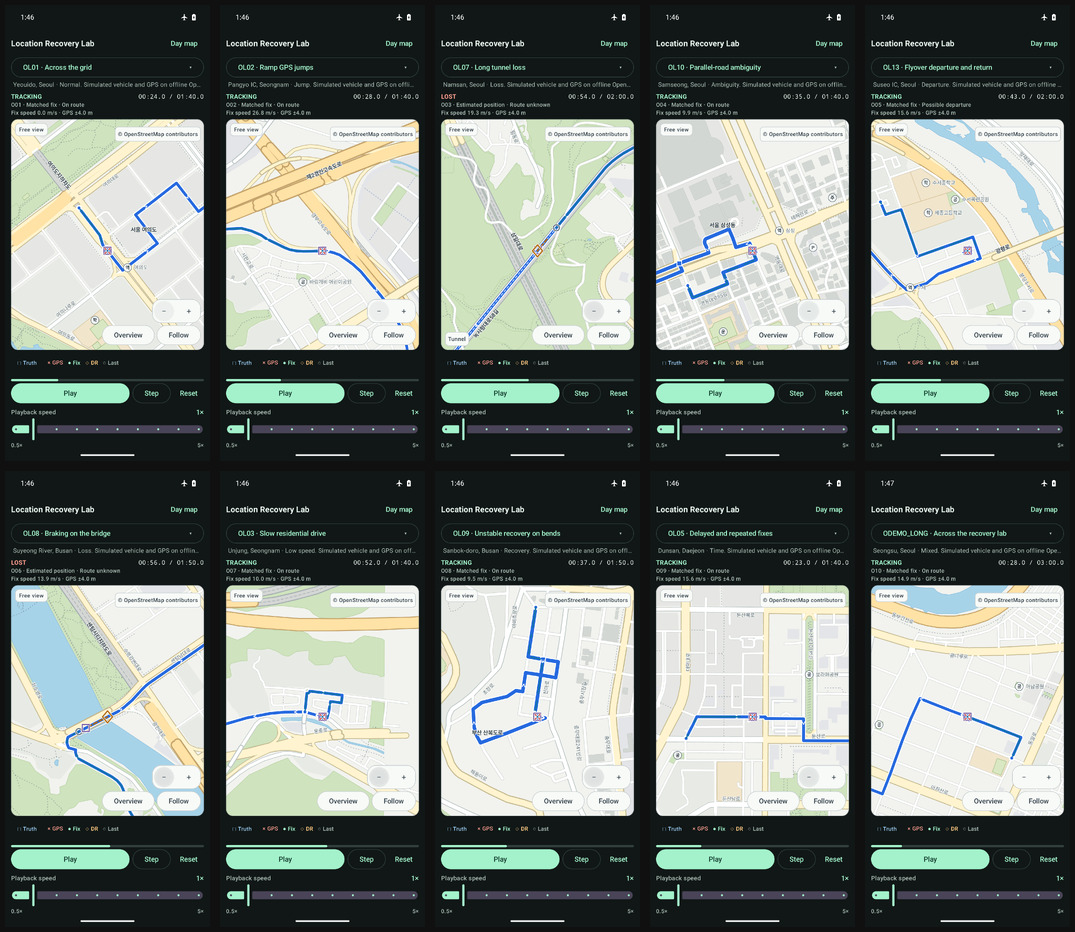 1:46
Location Recovery Lab
Day map
OL01 · Across the grid
Yeouido, Seoul · Normal. Simulated vehicle and GPS on offlin...
TRACKING
00:24.0 / 01:40.0
001 · Matched fix · On route
Fix speed 0.0 m/s · GPS ±4.0 m
Free view
© OpenStreetMap contributors
서울 여의도
−
+
Overview
Follow
Truth
× GPS
Fix
DR
Last
Play
Step
Reset
Playback speed
1×
0.5×
5×
1:46
Location Recovery Lab
Day map
OL02 · Ramp GPS jumps
Pangyo IC, Seongnam · Jump. Simulated vehicle and GPS on offl...
TRACKING
00:28.0 / 01:40.0
002 · Matched fix · On route
Fix speed 26.8 m/s · GPS ±4.0 m
Free view
© OpenStreetMap contributors
−
+
Overview
Follow
Truth
× GPS
Fix
DR
Last
Play
Step
Reset
Playback speed
1×
0.5×
5×
1:46
Location Recovery Lab
Day map
OL07 · Long tunnel loss
Namsan, Seoul · Loss. Simulated vehicle and GPS on offline Open...
LOST
00:54.0 / 02:00.0
003 · Estimated position · Route unknown
Fix speed 19.3 m/s · GPS ±4.0 m
Free view
© OpenStreetMap contributors
삼일대로
Tunnel
−
+
Overview
Follow
Truth
× GPS
Fix
DR
Last
Play
Step
Reset
Playback speed
1×
0.5×
5×
1:46
Location Recovery Lab
Day map
OL10 · Parallel-road ambiguity
Samseong, Seoul · Ambiguity. Simulated vehicle and GPS on offli...
TRACKING
00:35.0 / 01:40.0
004 · Matched fix · On route
Fix speed 9.9 m/s · GPS ±4.0 m
Free view
© OpenStreetMap contributors
서울 삼성동
−
+
Overview
Follow
Truth
× GPS
Fix
DR
Last
Play
Step
Reset
Playback speed
1×
0.5×
5×
1:46
Location Recovery Lab
Day map
OL13 · Flyover departure and return
Suseo IC, Seoul · Departure. Simulated vehicle and GPS on offlin...
TRACKING
00:43.0 / 02:00.0
005 · Matched fix · Possible departure
Fix speed 15.6 m/s · GPS ±4.0 m
Free view
© OpenStreetMap contributors
세종고등학교
광평로
−
+
Overview
Follow
Truth
× GPS
Fix
DR
Last
Play
Step
Reset
Playback speed
1×
0.5×
5×
1:46
Location Recovery Lab
Day map
OL08 · Braking on the bridge
Suyeong River, Busan · Loss. Simulated vehicle and GPS on offlin...
LOST
00:56.0 / 01:50.0
006 · Estimated position · Route unknown
Fix speed 13.9 m/s · GPS ±4.0 m
Free view
© OpenStreetMap contributors
−
+
Overview
Follow
Truth
× GPS
Fix
DR
Last
Play
Step
Reset
Playback speed
1×
0.5×
5×
1:46
Location Recovery Lab
Day map
OL03 · Slow residential drive
Unjung, Seongnam · Low speed. Simulated vehicle and GPS on offl...
TRACKING
00:52.0 / 01:40.0
007 · Matched fix · On route
Fix speed 10.0 m/s · GPS ±4.0 m
Free view
© OpenStreetMap contributors
−
+
Overview
Follow
Truth
× GPS
Fix
DR
Last
Play
Step
Reset
Playback speed
1×
0.5×
5×
1:46
Location Recovery Lab
Day map
OL09 · Unstable recovery on bends
Sanbok-doro, Busan · Recovery. Simulated vehicle and GPS on offl...
TRACKING
00:37.0 / 01:50.0
008 · Matched fix · On route
Fix speed 9.5 m/s · GPS ±4.0 m
Free view
© OpenStreetMap contributors
부산 산복도로
−
+
Overview
Follow
Truth
× GPS
Fix
DR
Last
Play
Step
Reset
Playback speed
1×
0.5×
5×
1:46
Location Recovery Lab
Day map
OL05 · Delayed and repeated fixes
Dunsan, Daejeon · Time. Simulated vehicle and GPS on offline Ope...
TRACKING
00:23.0 / 01:40.0
009 · Matched fix · On route
Fix speed 15.6 m/s · GPS ±4.0 m
Free view
© OpenStreetMap contributors
−
+
Overview
Follow
Truth
× GPS
Fix
DR
Last
Play
Step
Reset
Playback speed
1×
0.5×
5×
1:47
Location Recovery Lab
Day map
ODEMO_LONG · Across the recovery lab
Seongsu, Seoul · Mixed. Simulated vehicle and GPS on offline Ope...
TRACKING
00:28.0 / 03:00.0
010 · Matched fix · On route
Fix speed 14.9 m/s · GPS ±4.0 m
Free view
© OpenStreetMap contributors
−
+
Overview
Follow
Truth
× GPS
Fix
DR
Last
Play
Step
Reset
Playback speed
1×
0.5×
5×